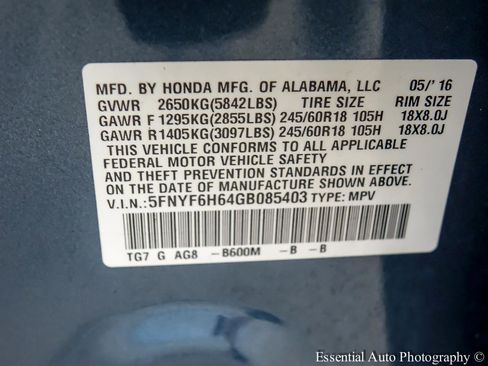 MFD. BY HONDA MFG. OF ALABAMA, LLC 05/'16
GVWR 2650KG(5842LBS) TIRE SIZE RIM SIZE
GAWR F 1295KG(2855LBS) 245/60R18 105H 18X8.0J
GAWR R 1405KG(3097LBS) 245/60R18 105H 18X8.0J
THIS VEHICLE CONFORMS TO ALL APPLICABLE
FEDERAL MOTOR VEHICLE SAFETY
AND THEFT PREVENTION STANDARDS IN EFFECT
ON THE DATE OF MANUFACTURE SHOWN ABOVE.
V.I.N.:5FNYF6H64GB085403 TYPE: MPV
TG7 G AG8 -B600M -B -B
Essential Auto Photography ©